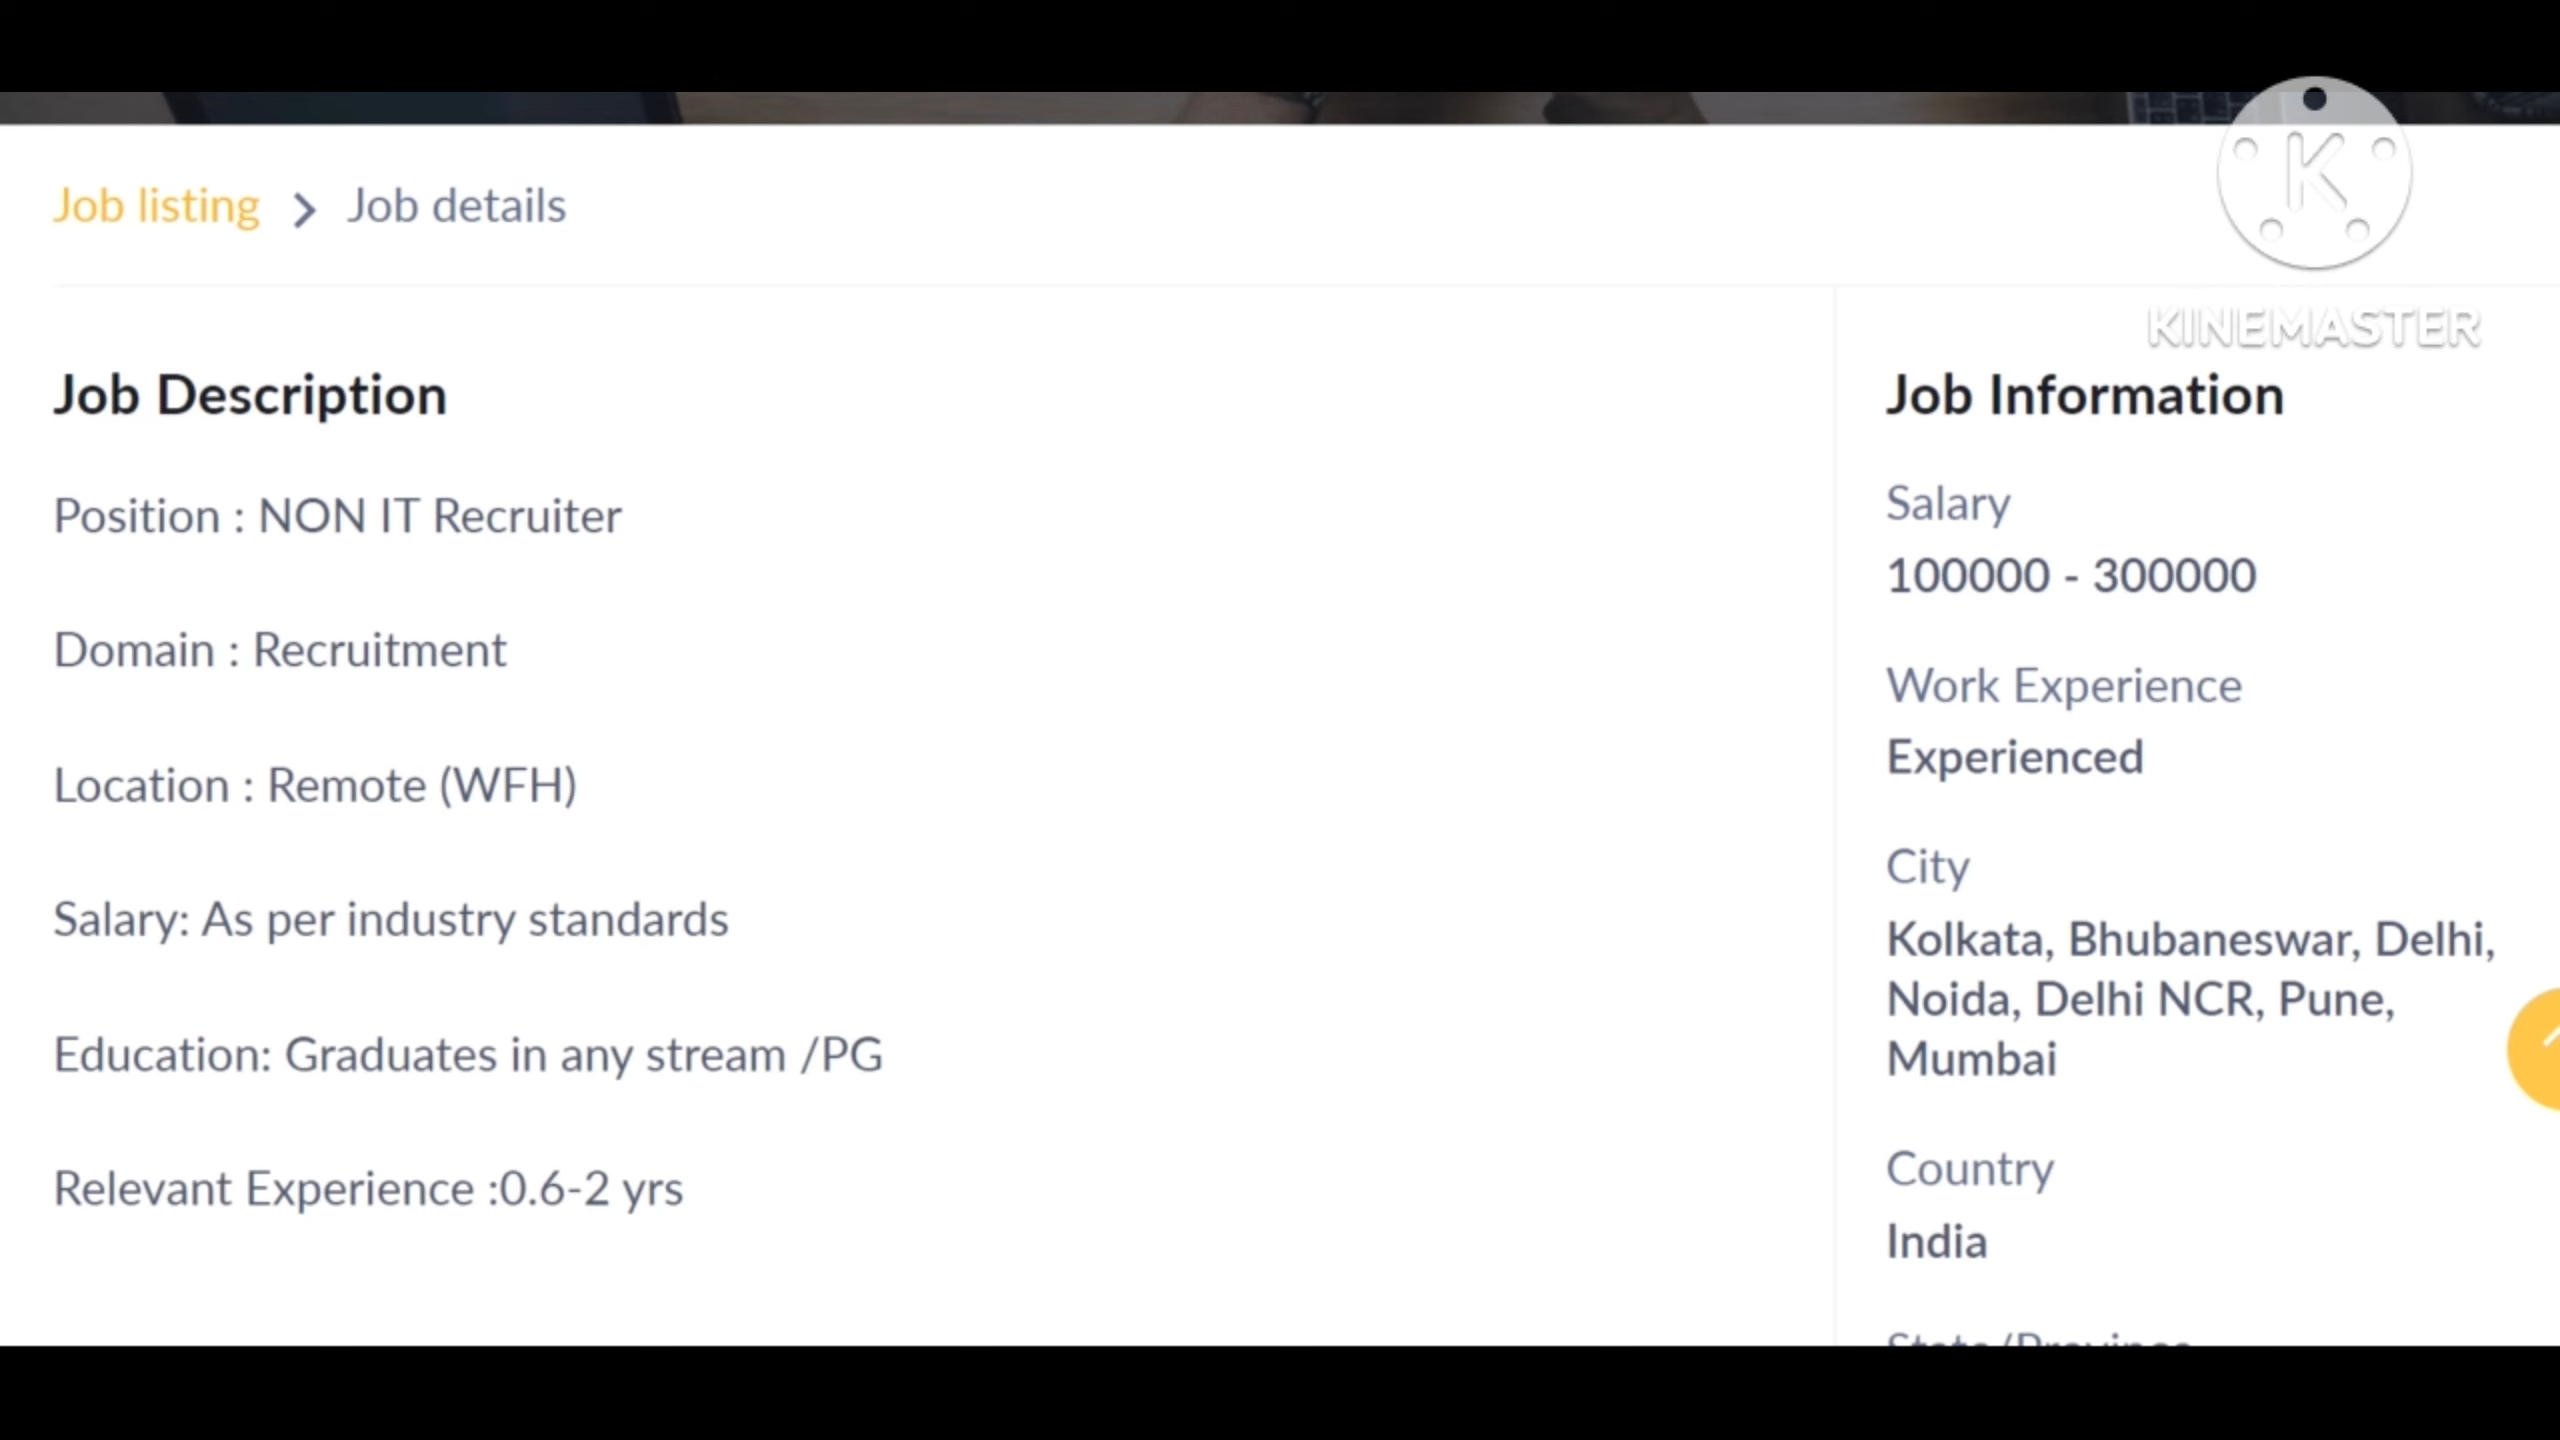 Job listing > Job details
K
KINEMASTER
Job Description
Position : NON IT Recruiter
Domain : Recruitment
Location : Remote (WFH)
Salary: As per industry standards
Education: Graduates in any stream /PG
Relevant Experience :0.6-2 yrs
Job Information
Salary
100000 - 300000
Work Experience
Experienced
City
Kolkata, Bhubaneswar, Delhi,
Noida, Delhi NCR, Pune,
Mumbai
Country
India
State/Province